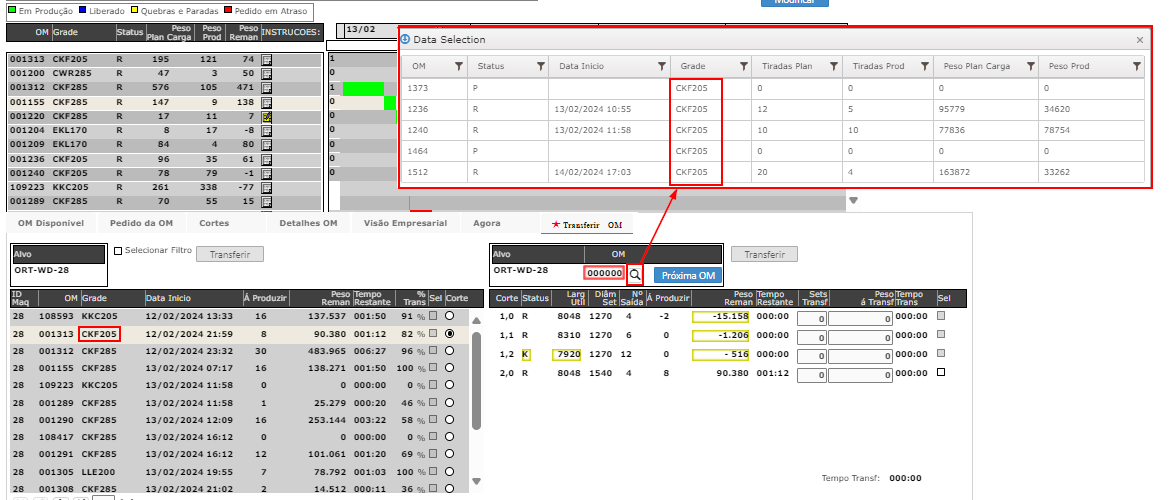 Modificar
Em Produção Liberado Quebras e Paradas Pedido em Atraso
OM Grade Status Peso Plan Carga Peso Prod Peso Reman INSTRUCOES:
13/02
001313 CKF205 R 195 121 74 1
001200 CWR285 R 47 3 50 0
001312 CKF285 R 576 105 471 1
001155 CKF285 R 147 9 138 0
001220 CKF285 R 17 11 7 0
001204 EKL170 R 8 17 -8 0
001209 EKL170 R 84 4 80 0
001236 CKF205 R 96 35 61 0
001240 CKF205 R 78 79 -1 0
109223 KKC205 R 261 338 -77
001289 CKF285 R 70 55 15
Data Selection ×
OM Status Data Inicio Grade Tiradas Plan Tiradas Prod Peso Plan Carga Peso Prod
1373 P CKF205 0 0 0 0
1236 R 13/02/2024 10:55 CKF205 12 5 95779 34620
1240 R 13/02/2024 11:58 CKF205 10 10 77836 78754
1464 P CKF205 0 0 0 0
1512 R 14/02/2024 17:03 CKF205 20 4 163872 33262
OM Disponivel Pedido da OM Cortes Detalhes OM Visão Empresarial Agora Transferir OM
Alvo
ORT-WD-28
Selecionar Filtro Transferir
Alvo OM
ORT-WD-28 000000 Próxima OM
Transferir
ID Maq OM Grade Data Inicio Á Produzir Peso Reman Tempo Restante % Trans Sel Corte
28 108593 KKC205 12/02/2024 13:33 16 137.537 001:50 91 %
28 001313 CKF205 12/02/2024 21:59 8 90.380 001:12 82 %
28 001312 CKF285 12/02/2024 23:32 30 483.965 006:27 96 %
28 001155 CKF285 13/02/2024 07:17 16 138.271 001:50 100 %
28 109223 KKC205 13/02/2024 11:58 0 0 000:00 0 %
28 001289 CKF285 13/02/2024 11:58 1 25.279 000:20 46 %
28 001290 CKF285 13/02/2024 12:09 16 253.144 003:22 58 %
28 108417 CKF285 13/02/2024 16:12 0 0 000:00 0 %
28 001291 CKF285 13/02/2024 16:12 12 101.061 001:20 69 %
28 001305 LLE200 13/02/2024 19:55 7 78.792 001:03 100 %
28 001308 CKF285 13/02/2024 21:02 2 14.512 000:11 36 %
Corte Status Larg Util Diâm Set Nº Saída Á Produzir Peso Reman Tempo Restante Sets Transf Peso á Transf Tempo Trans Sel
1,0 R 8048 1270 4 -2 -15.158 000:00 0 0 000:00
1,1 R 8310 1270 6 0 -1.206 000:00 0 0 000:00
1,2 K 7920 1270 12 0 - 516 000:00 0 0 000:00
2,0 R 8048 1540 4 8 90.380 001:12 0 0 000:00
Tempo Transf: 000:00